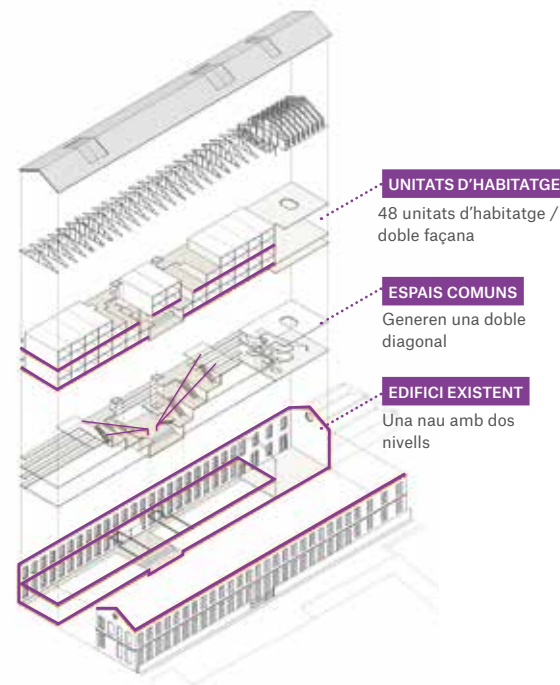 UNITATS D'HABITATGE
48 unitats d'habitatge /
doble façana
ESPAIS COMUNS
Generen una doble
diagonal
EDIFICI EXISTENT
Una nau amb dos
nivells